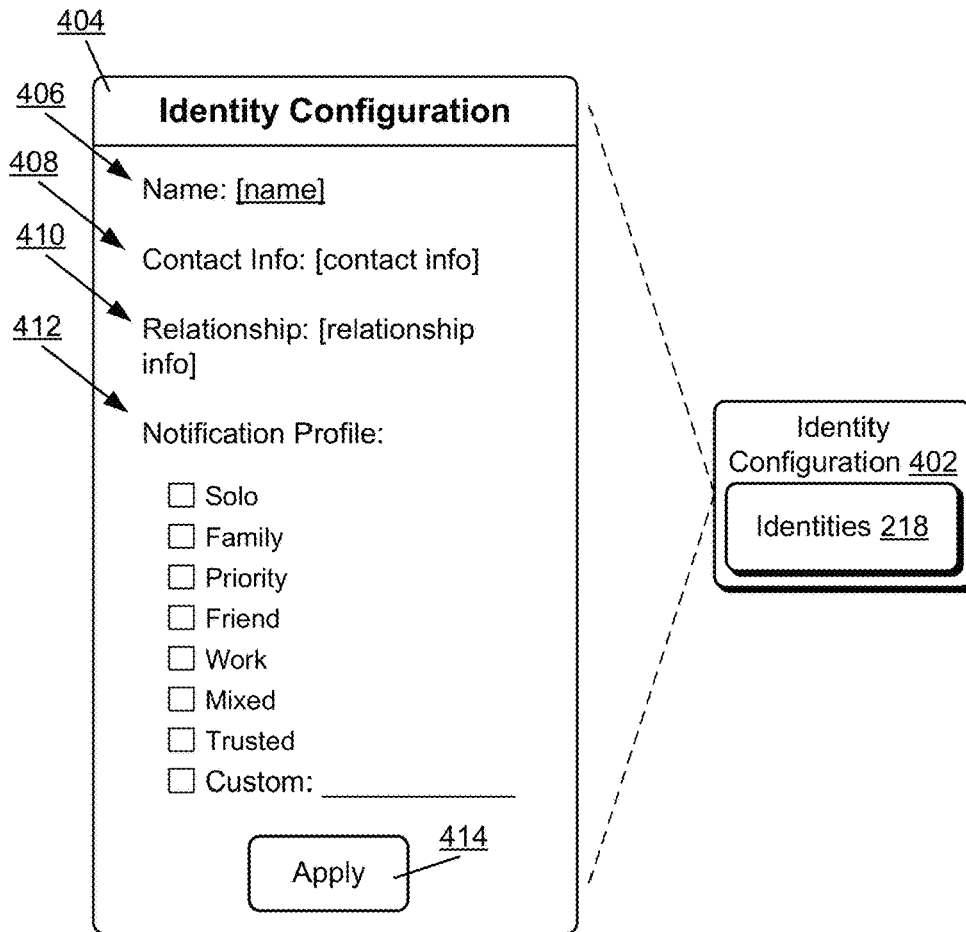 404
Identity Configuration
406
Name: [name]
408
Contact Info: [contact info]
410
Relationship: [relationship
info]
412
Notification Profile:
Solo
Family
Priority
Friend
Work
Mixed
Trusted
Custom: ____________
Apply
414
Identity
Configuration 402
Identities 218